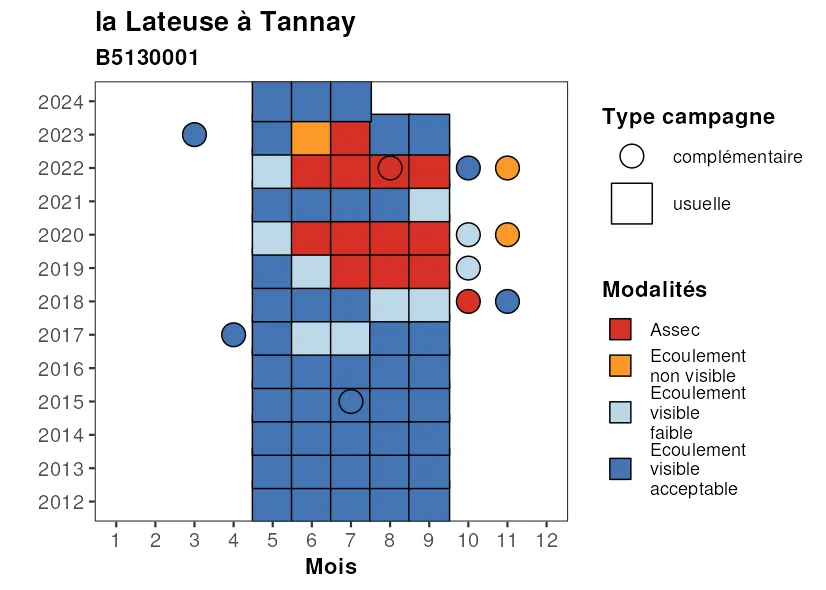 la Lateuse à Tannay
B5130001
2024
2023
2022
2021
2020
2019
2018
2017
2016
2015
2014
2013
2012
1 2 3 4 5 6 7 8 9 10 11 12
Mois
Type campagne
complémentaire
usuelle
Modalités
Assec
Ecoulement
non visible
Ecoulement
visible
faible
Ecoulement
visible
acceptable